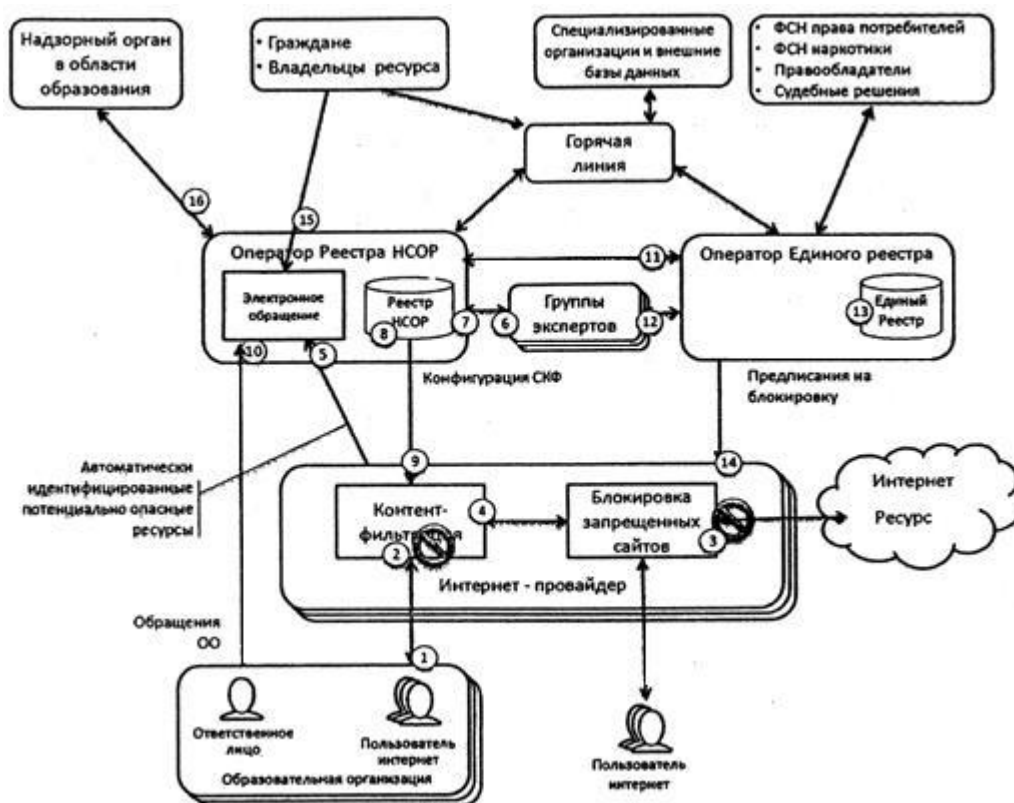 Надзорный орган
в области
образования
• Граждане
• Владельцы ресурса
Специализированные
организации и внешние
базы данных
• ФСН права потребителей
• ФСН наркотики
• Правообладатели
• Судебные решения
Горячая
линия
16
15
Оператор Реестра НСОР
11
Оператор Единого реестра
Электронное
обращение
Реестр
НСОР
8
7
6
Группы
экспертов
12
13
Единый
Реестр
10
5
Конфигурация СКФ
Предписания на
блокировку
Автоматически
идентифицированные
потенциально опасные
ресурсы
9
14
Контент-
фильтрация
4
2
Блокировка
запрещенных
сайтов
3
Интернет
Ресурс
Интернет - провайдер
Обращения
ОО
1
Ответственное
лицо
Пользователь
интернет
Образовательная организация
Пользователь
интернет